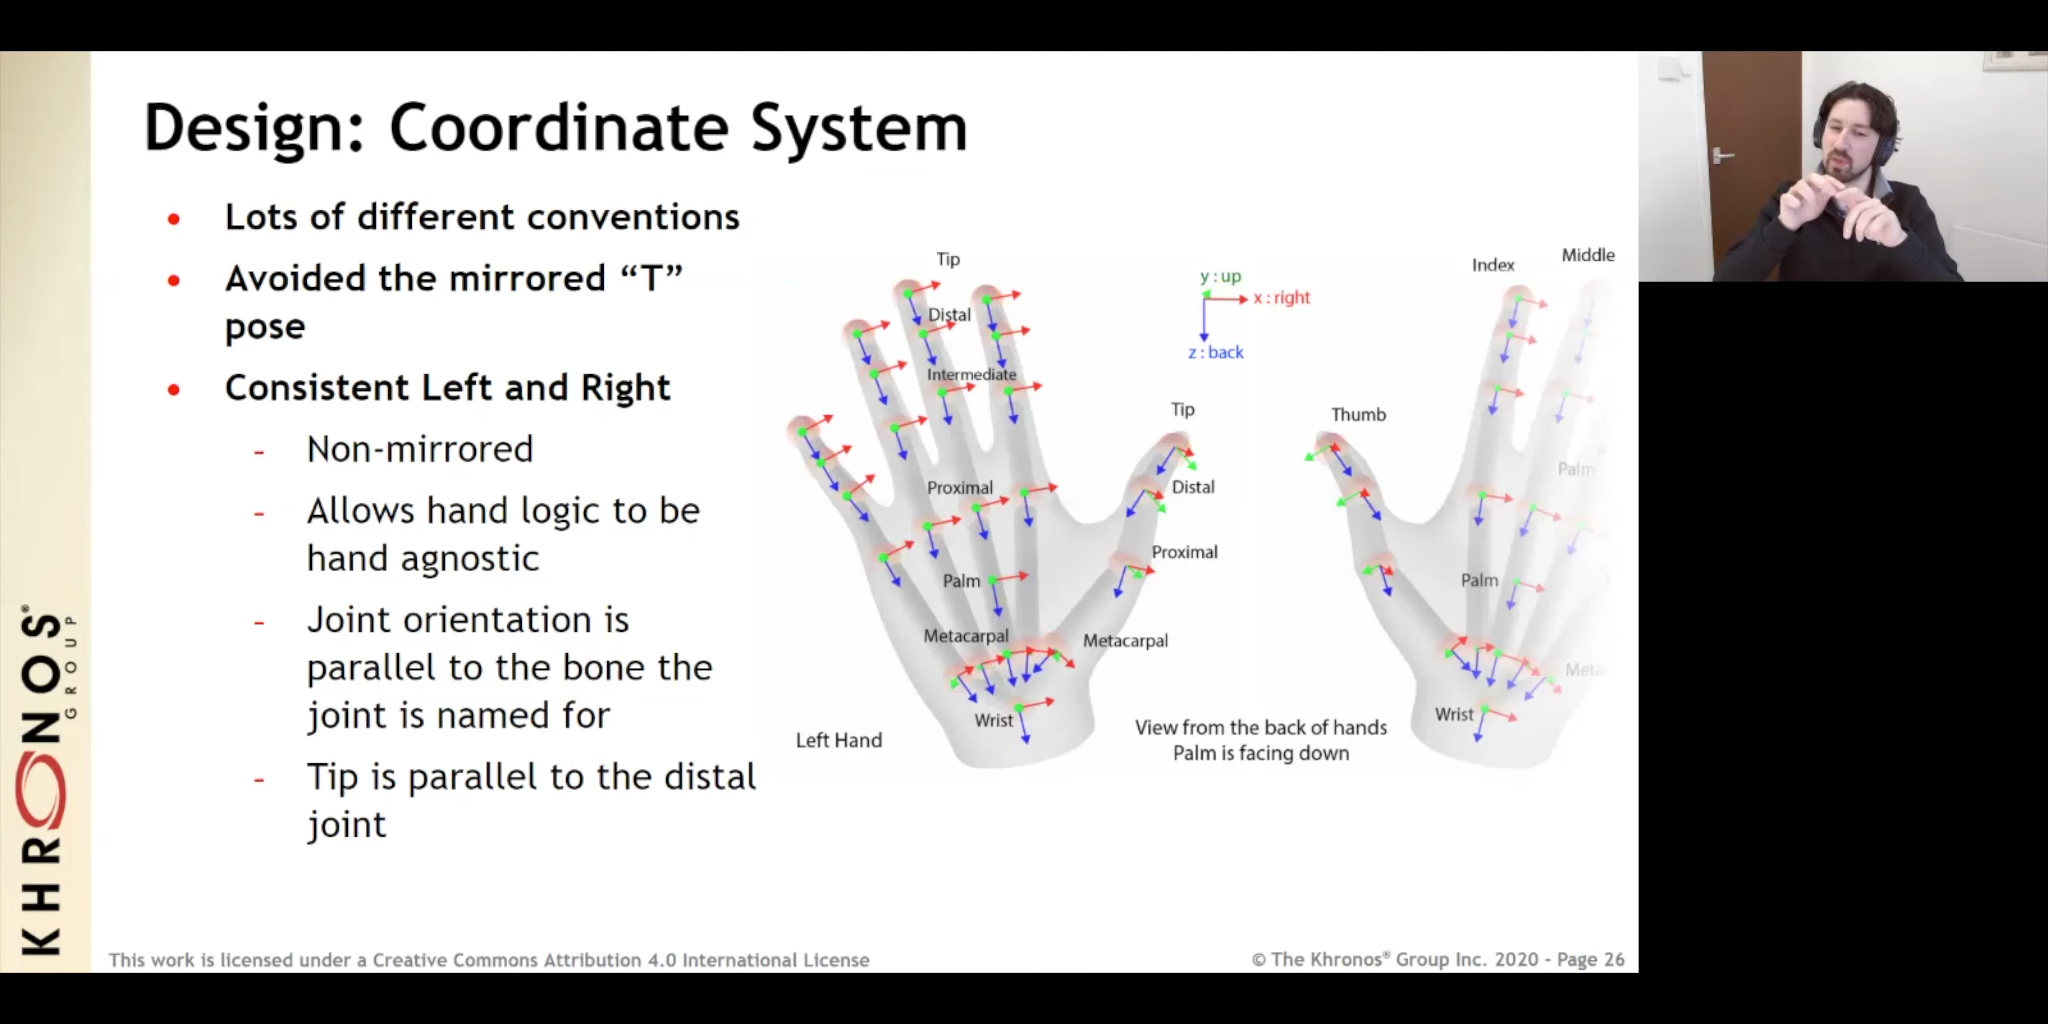 Design: Coordinate System
Lots of different conventions
Avoided the mirrored “T”
pose
Consistent Left and Right
- Non-mirrored
- Allows hand logic to be
hand agnostic
- Joint orientation is
parallel to the bone the
joint is named for
- Tip is parallel to the distal
joint
Tip
Distal
Intermediate
Proximal
Palm
Metacarpal
Wrist
Left Hand
y : up
x : right
z : back
Tip
Distal
Proximal
Metacarpal
View from the back of hands
Palm is facing down
Index
Middle
Thumb
Palm
Palm
Wrist
KHRONOS®
GROUP
This work is licensed under a Creative Commons Attribution 4.0 International License
© The Khronos® Group Inc. 2020 - Page 26